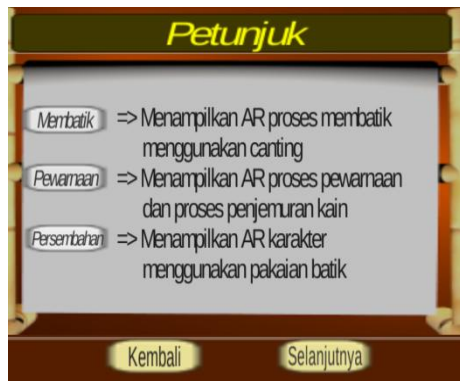 Petunjuk
Membatik => Menampilkan AR proses membatik
menggunakan canting
Pewarnaan => Menampilkan AR proses pewarnaan
dan proses penjemuran kain
Persembahan => Menampilkan AR karakter
menggunakan pakaian batik
Kembali Selanjutnya